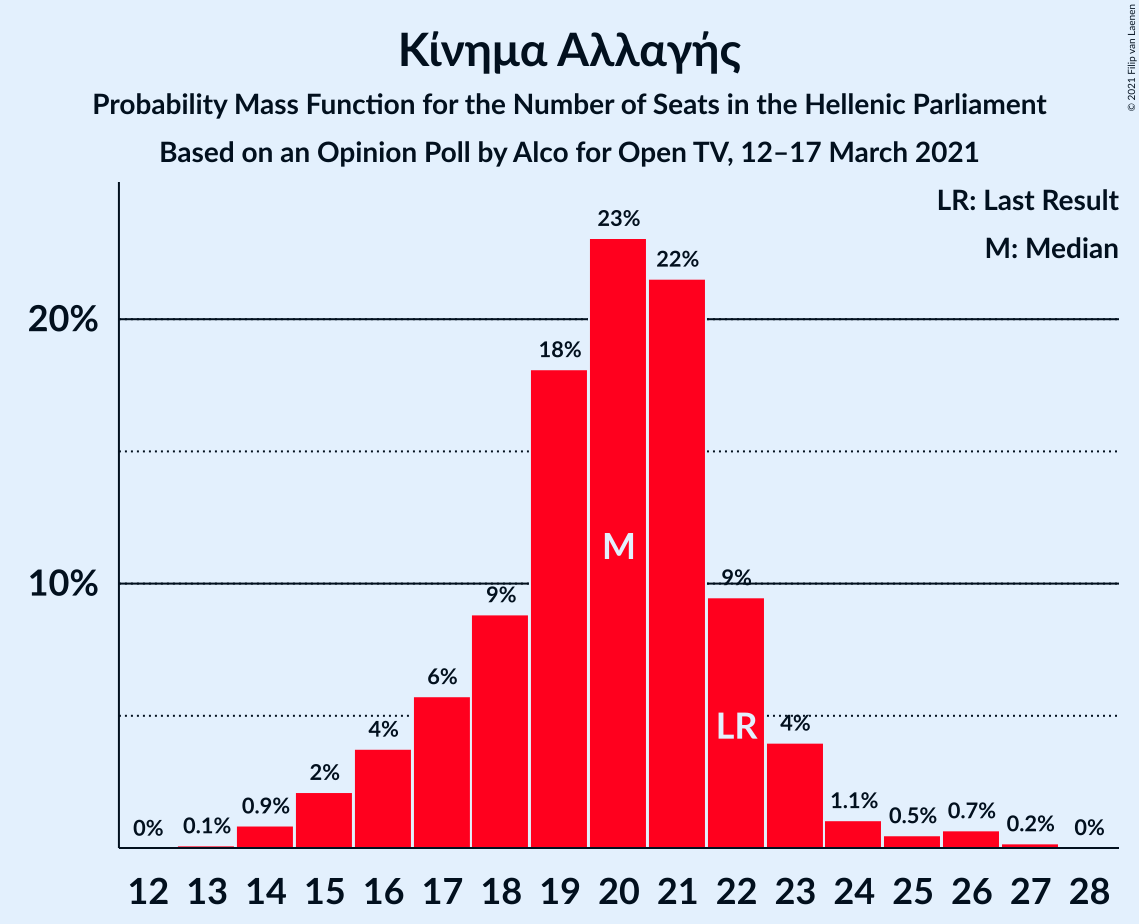 Κίνημα Αλλαγής
Probability Mass Function for the Number of Seats in the Hellenic Parliament
Based on an Opinion Poll by Alco for Open TV, 12–17 March 2021
© 2021 Filip van Laenen
LR: Last Result
M: Median
20%
10%
0%
0.1%
0.9%
2%
4%
6%
9%
18%
23%
22%
9%
4%
1.1%
0.5%
0.7%
0.2%
0%
M
LR
12 13 14 15 16 17 18 19 20 21 22 23 24 25 26 27 28